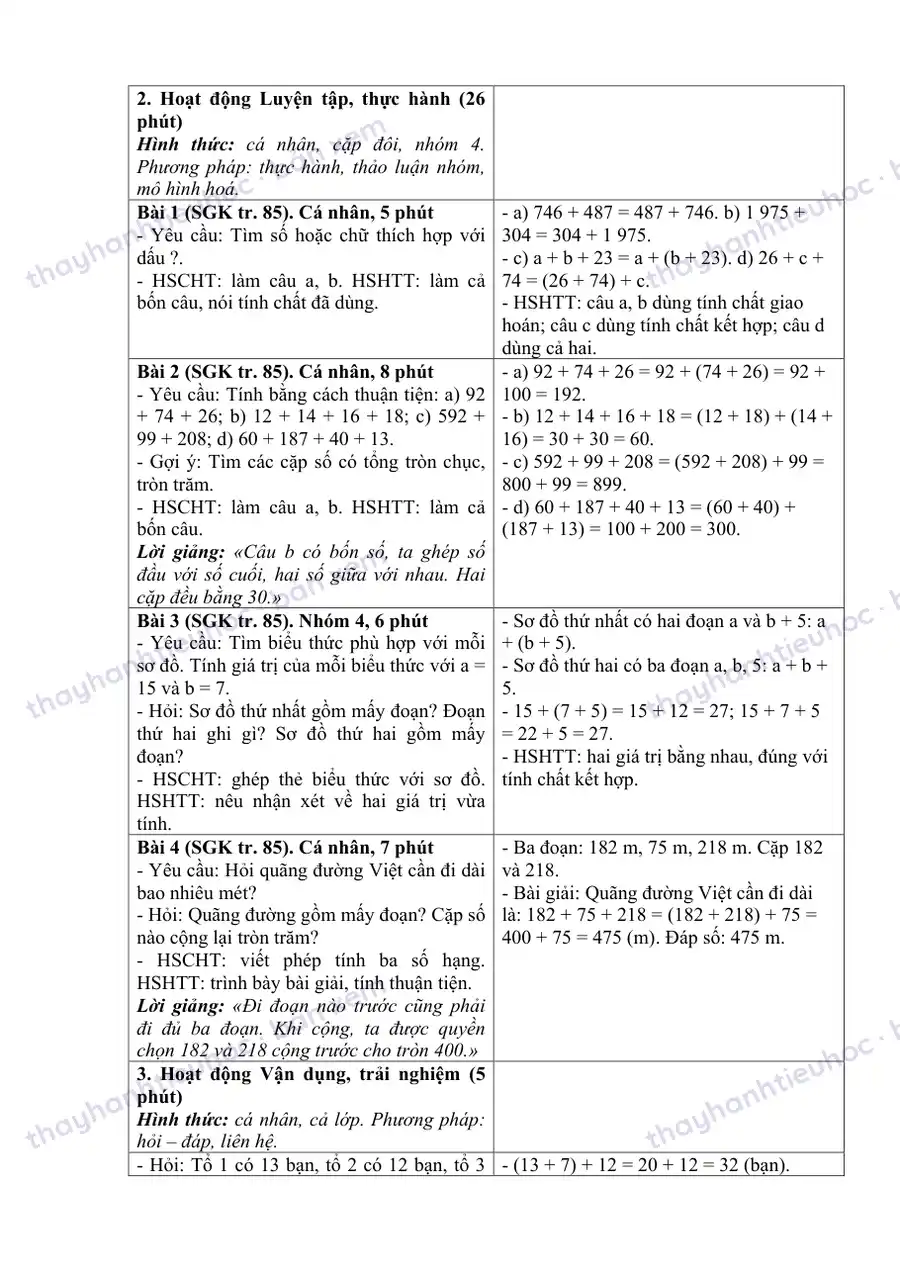 2. Hoạt động Luyện tập, thực hành (26
phút)
Hình thức: cá nhân, cặp đôi, nhóm 4.
Phương pháp: thực hành, thảo luận nhóm,
mô hình hoá.
Bài 1 (SGK tr. 85). Cá nhân, 5 phút
- Yêu cầu: Tìm số hoặc chữ thích hợp với
dấu ?.
- HSCHT: làm câu a, b. HSHTT: làm cả
bốn câu, nói tính chất đã dùng.
- a) 746 + 487 = 487 + 746. b) 1 975 +
304 = 304 + 1 975.
- c) a + b + 23 = a + (b + 23). d) 26 + c +
74 = (26 + 74) + c.
- HSHTT: câu a, b dùng tính chất giao
hoán; câu c dùng tính chất kết hợp; câu d
dùng cả hai.
Bài 2 (SGK tr. 85). Cá nhân, 8 phút
- Yêu cầu: Tính bằng cách thuận tiện: a) 92
+ 74 + 26; b) 12 + 14 + 16 + 18; c) 592 +
99 + 208; d) 60 + 187 + 40 + 13.
- Gợi ý: Tìm các cặp số có tổng tròn chục,
tròn trăm.
- HSCHT: làm câu a, b. HSHTT: làm cả
bốn câu.
Lời giảng: «Câu b có bốn số, ta ghép số
đầu với số cuối, hai số giữa với nhau. Hai
cặp đều bằng 30.»
- a) 92 + 74 + 26 = 92 + (74 + 26) = 92 +
100 = 192.
- b) 12 + 14 + 16 + 18 = (12 + 18) + (14 +
16) = 30 + 30 = 60.
- c) 592 + 99 + 208 = (592 + 208) + 99 =
800 + 99 = 899.
- d) 60 + 187 + 40 + 13 = (60 + 40) +
(187 + 13) = 100 + 200 = 300.
Bài 3 (SGK tr. 85). Nhóm 4, 6 phút
- Yêu cầu: Tìm biểu thức phù hợp với mỗi
sơ đồ. Tính giá trị của mỗi biểu thức với a =
15 và b = 7.
- Hỏi: Sơ đồ thứ nhất gồm mấy đoạn? Đoạn
thứ hai ghi gì? Sơ đồ thứ hai gồm mấy
đoạn?
- HSCHT: ghép thẻ biểu thức với sơ đồ.
HSHTT: nêu nhận xét về hai giá trị vừa
tính.
- Sơ đồ thứ nhất có hai đoạn a và b + 5: a
+ (b + 5).
- Sơ đồ thứ hai có ba đoạn a, b, 5: a + b +
5.
- 15 + (7 + 5) = 15 + 12 = 27; 15 + 7 + 5
= 22 + 5 = 27.
- HSHTT: hai giá trị bằng nhau, đúng với
tính chất kết hợp.
Bài 4 (SGK tr. 85). Cá nhân, 7 phút
- Yêu cầu: Hỏi quãng đường Việt cần đi dài
bao nhiêu mét?
- Hỏi: Quãng đường gồm mấy đoạn? Cặp số
nào cộng lại tròn trăm?
- HSCHT: viết phép tính ba số hạng.
HSHTT: trình bày bài giải, tính thuận tiện.
Lời giảng: «Đi đoạn nào trước cũng phải
đi đủ ba đoạn. Khi cộng, ta được quyền
chọn 182 và 218 cộng trước cho tròn 400.»
- Ba đoạn: 182 m, 75 m, 218 m. Cặp 182
và 218.
- Bài giải: Quãng đường Việt cần đi dài
là: 182 + 75 + 218 = (182 + 218) + 75 =
400 + 75 = 475 (m). Đáp số: 475 m.
3. Hoạt động Vận dụng, trải nghiệm (5
phút)
Hình thức: cá nhân, cả lớp. Phương pháp:
hỏi – đáp, liên hệ.
- Hỏi: Tổ 1 có 13 bạn, tổ 2 có 12 bạn, tổ 3
- (13 + 7) + 12 = 20 + 12 = 32 (bạn).
thayhanhtieuhoc · bản xem
thayhanhtieuhoc · b
thayhanhtieuhoc · bản xem
thayhanhtieuhoc · b
thayhanhtieuhoc · bản xem
thayhanhtieuhoc · b